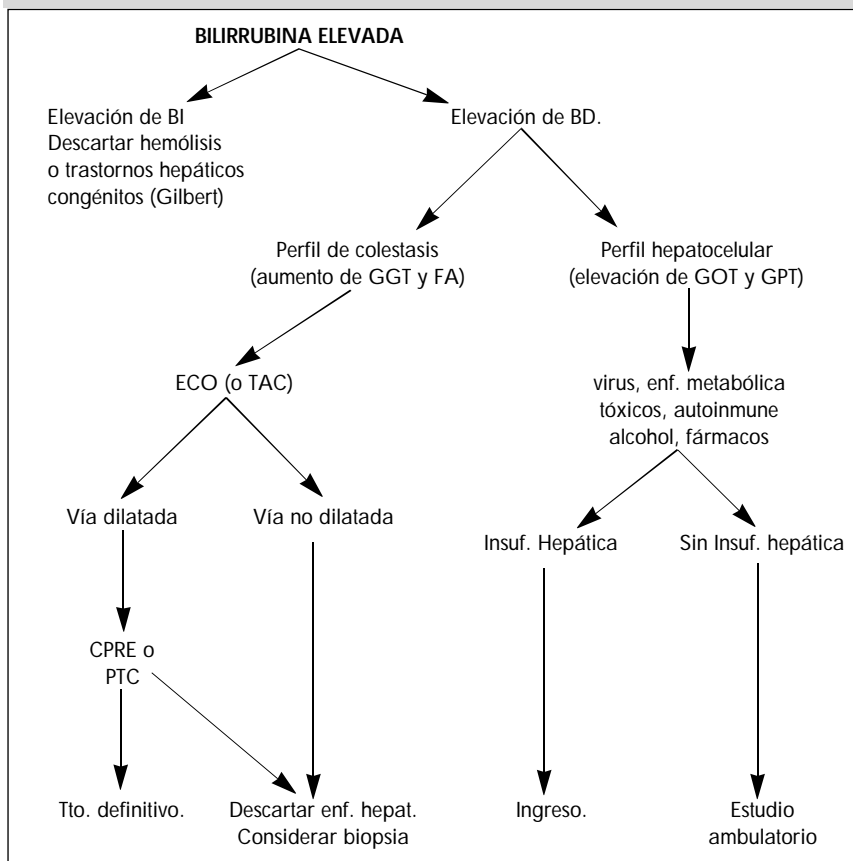 BILIRRUBINA ELEVADA
Elevación de BI
Descartar hemólisis
o trastornos hepáticos
congénitos (Gilbert)
Elevación de BD.
Perfil de colestasis
(aumento de GGT y FA)
Perfil hepatocelular
(elevación de GOT y GPT)
ECO (o TAC)
virus, enf. metabólica
tóxicos, autoinmune
alcohol, fármacos
Vía dilatada
Vía no dilatada
Insuf. Hepática
Sin Insuf. hepática
CPRE o
PTC
Tto. definitivo.
Descartar enf. hepat.
Considerar biopsia
Ingreso.
Estudio
ambulatorio